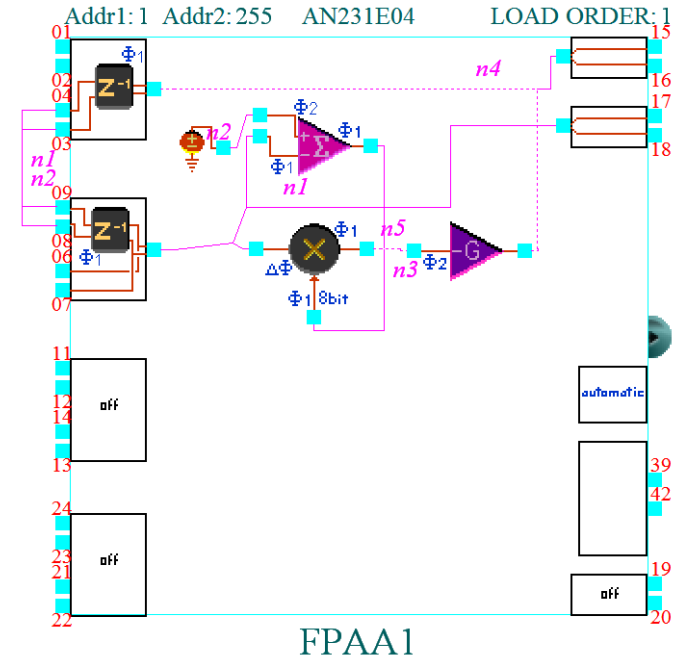 Addr1: 1 Addr2: 255 AN231E04 LOAD ORDER: 1
01
15
Φ1
02
04
Z-1
n4
16
17
03
Φ2
n2
+
-
Σ
Φ1
18
n1
n2
Φ1
n1
09
Z-1
08
06
Φ1
Φ1
n5
×
-G
ΔΦ
n3
Φ2
07
Φ1
8bit
11
off
12
14
automatic
13
39
42
24
off
23
21
19
off
22
20
FPAA1